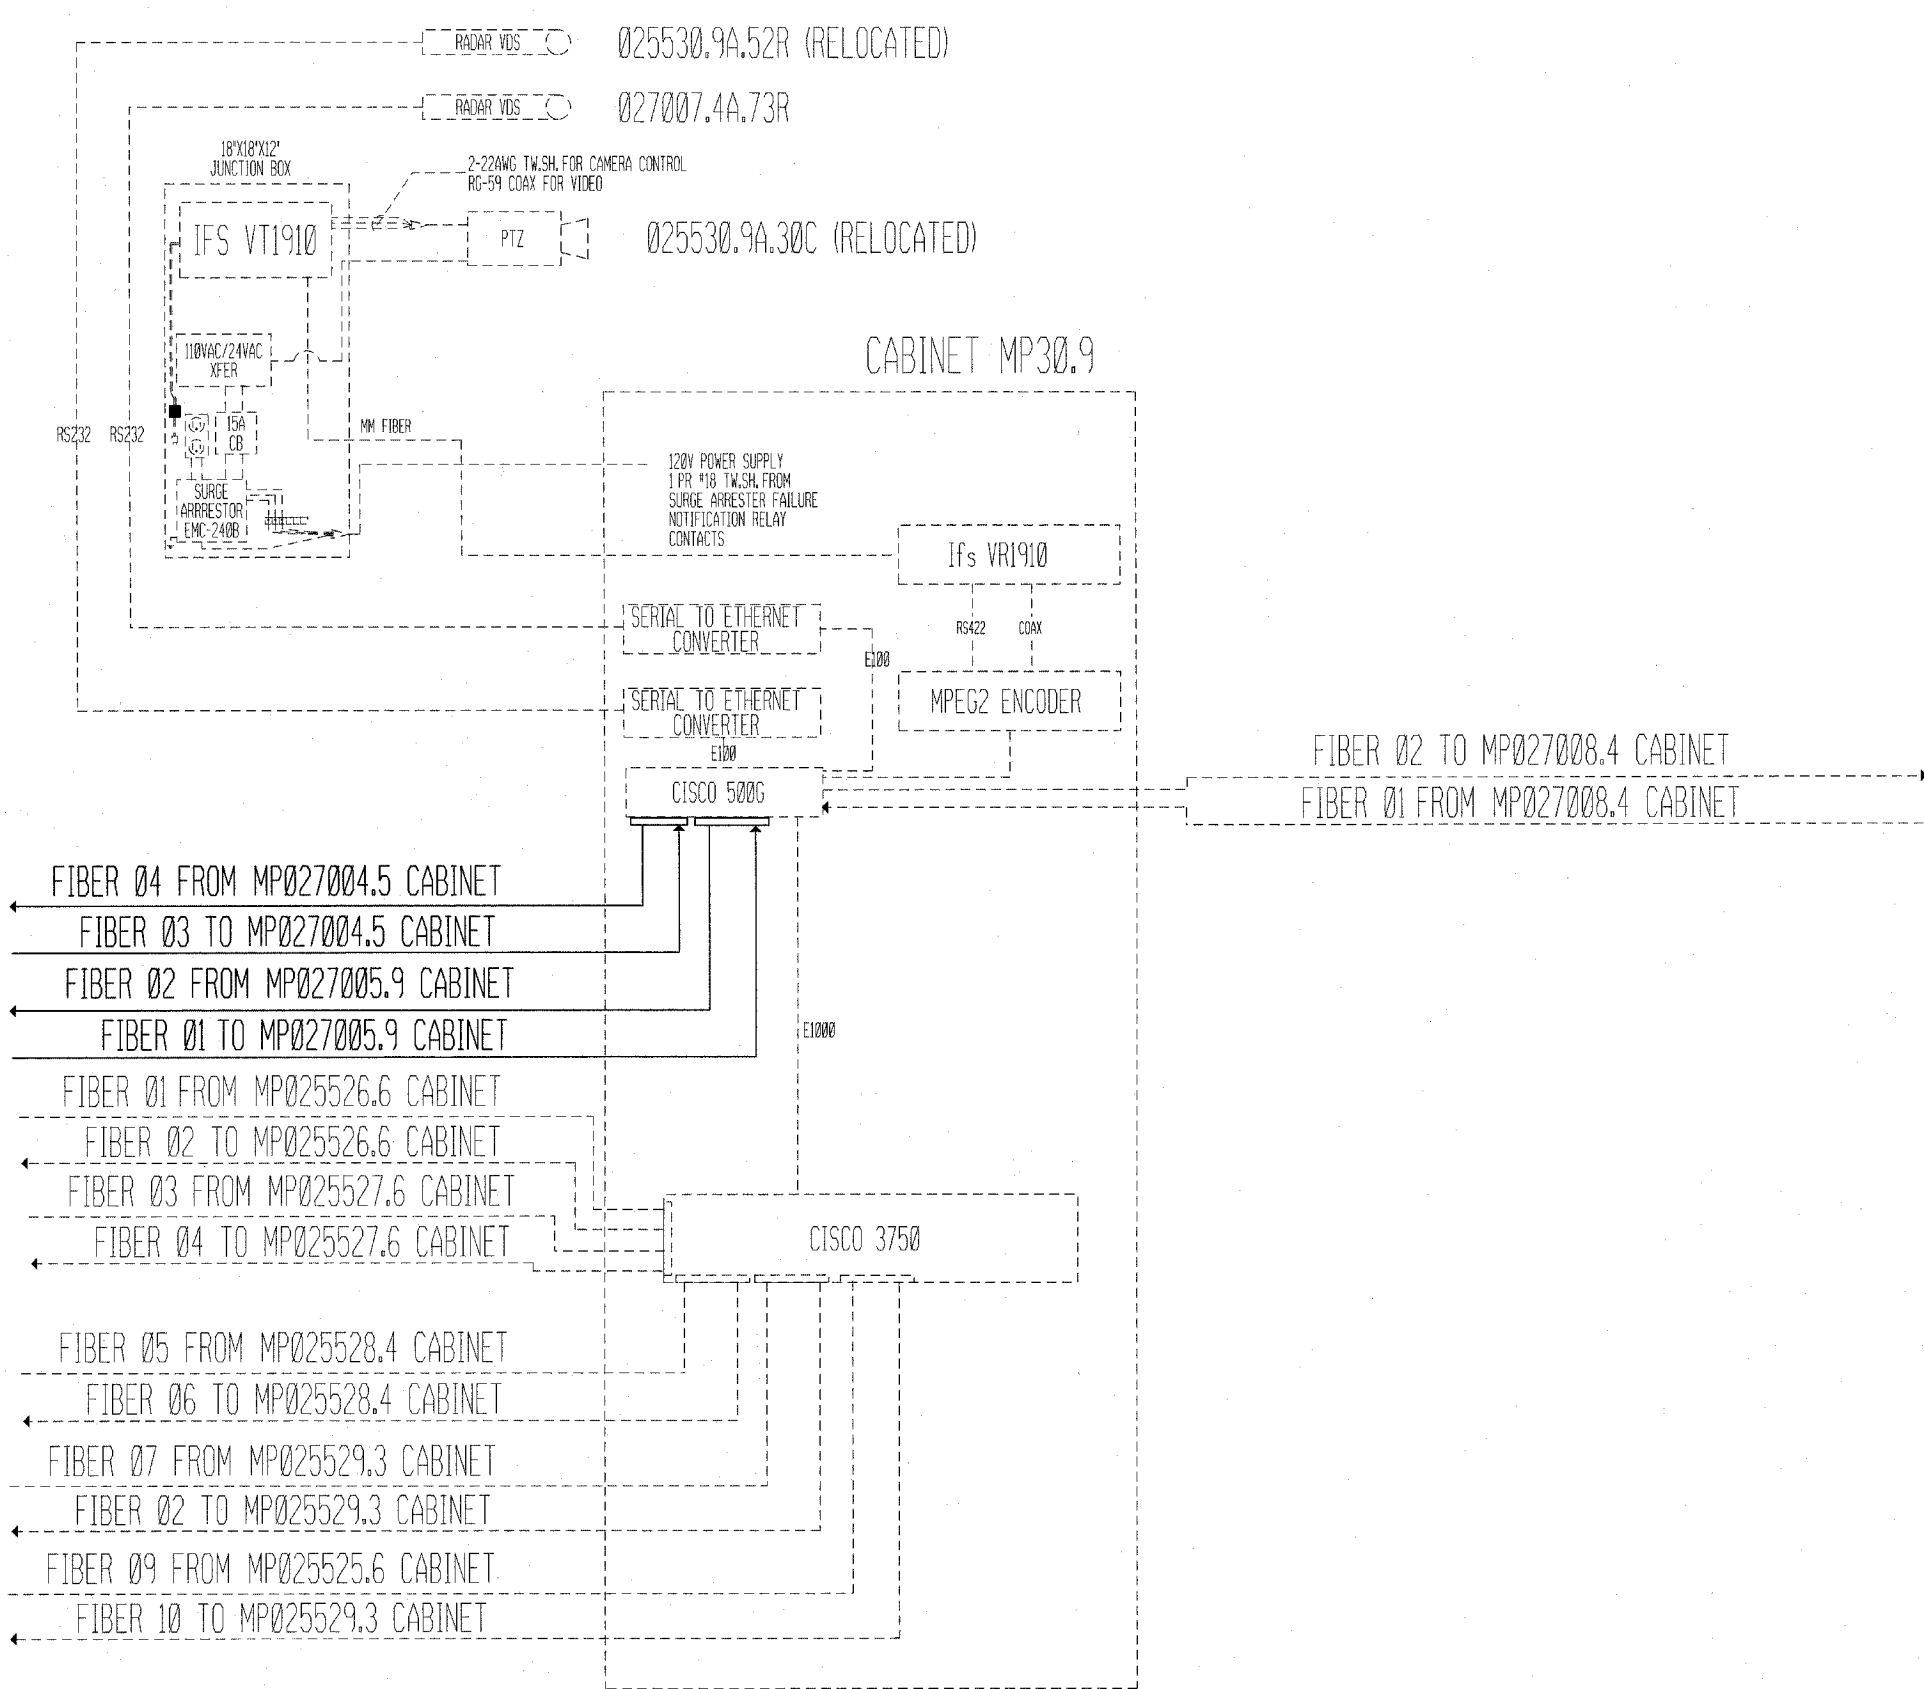 RADAR VDS
025530.9A.52R (RELOCATED)
RADAR VDS
027007.4A.73R
18"X18"X12"
JUNCTION BOX
2-22AWG TW.SH. FOR CAMERA CONTROL
RG-59 COAX FOR VIDEO
IFS VT1910
PTZ
025530.9A.30C (RELOCATED)
110VAC/24VAC
XFER
CABINET MP30.9
15A
CB
RS232
RS232
MM FIBER
SURGE
ARRRESTOR
EMC-240B
120V POWER SUPPLY
1 PR #18 TW.SH. FROM
SURGE ARRESTER FAILURE
NOTIFICATION RELAY
CONTACTS
Ifs VR1910
SERIAL TO ETHERNET
CONVERTER
RS422
COAX
E100
SERIAL TO ETHERNET
CONVERTER
MPEG2 ENCODER
E100
CISCO 500G
FIBER 02 TO MP027008.4 CABINET
FIBER 01 FROM MP027008.4 CABINET
FIBER 04 FROM MP027004.5 CABINET
FIBER 03 TO MP027004.5 CABINET
FIBER 02 FROM MP027005.9 CABINET
FIBER 01 TO MP027005.9 CABINET
E1000
FIBER 01 FROM MP025526.6 CABINET
FIBER 02 TO MP025526.6 CABINET
FIBER 03 FROM MP025527.6 CABINET
FIBER 04 TO MP025527.6 CABINET
CISCO 3750
FIBER 05 FROM MP025528.4 CABINET
FIBER 06 TO MP025528.4 CABINET
FIBER 07 FROM MP025529.3 CABINET
FIBER 02 TO MP025529.3 CABINET
FIBER 09 FROM MP025525.6 CABINET
FIBER 10 TO MP025529.3 CABINET